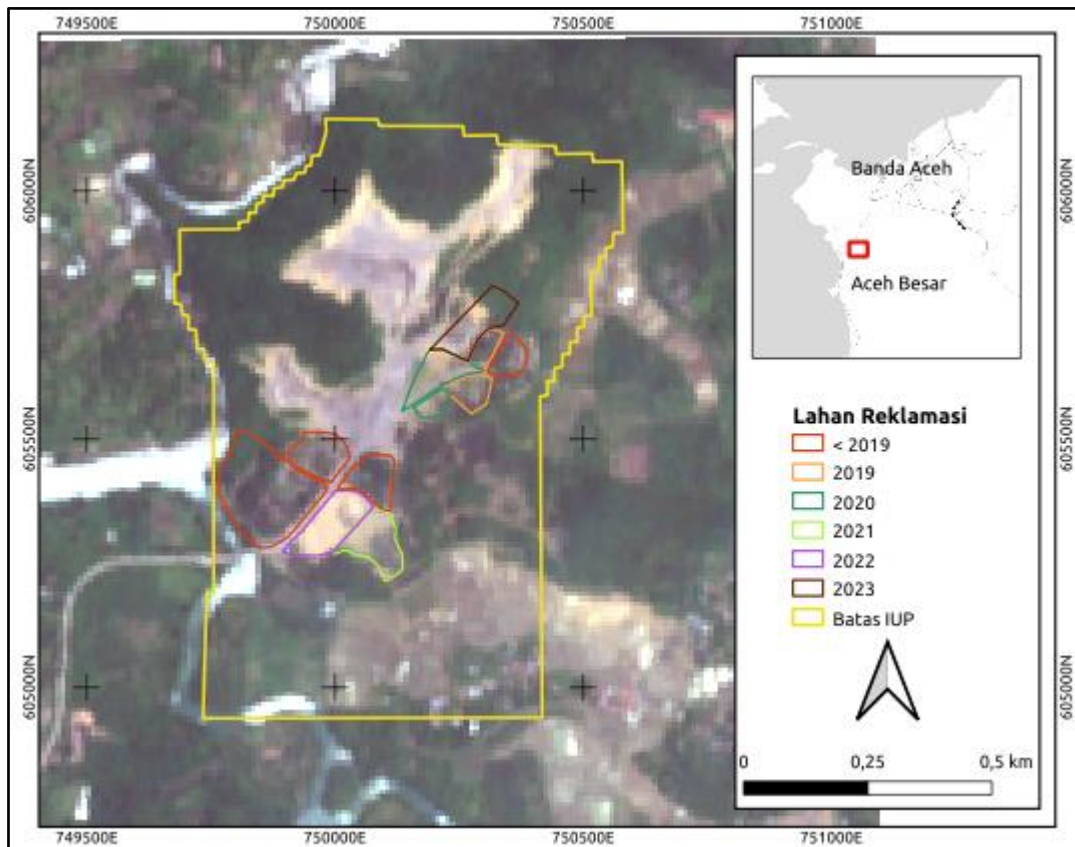 749500E 750000E 750500E 751000E
606000N
606000N
Banda Aceh
Aceh Besar
Lahan Reklamasi
< 2019
2019
2020
2021
2022
2023
Batas IUP
605500N
605500N
605000N
605000N
0 0,25 0,5 km
749500E 750000E 750500E 751000E